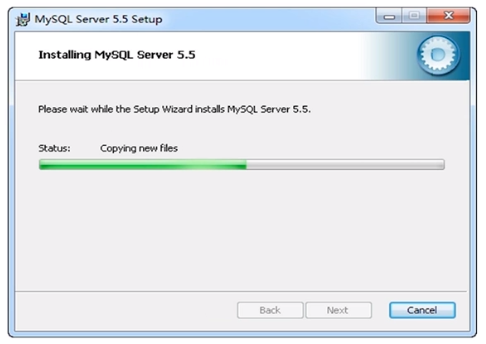 MySQL Server 5.5 Setup
Installing MySQL Server 5.5
Please wait while the Setup Wizard installs MySQL Server 5.5.
Status: Copying new files
Back Next Cancel